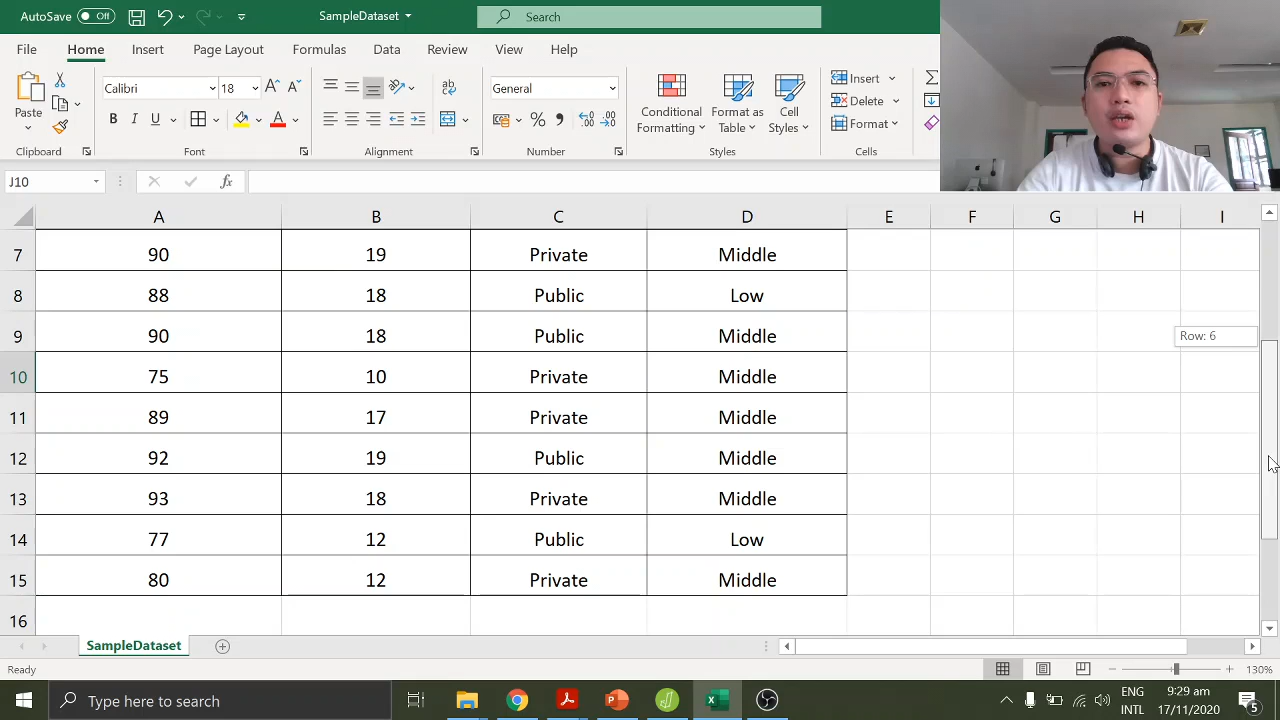 AutoSave Off SampleDataset Search
File Home Insert Page Layout Formulas Data Review View Help
Calibri 18 General Insert
Paste Conditional Format as Cell Delete
B I U A Formatting Table Styles Format
Clipboard Font Alignment Number Styles Cells
J10 fx
A B C D E F G H I
7 90 19 Private Middle
8 88 18 Public Low
9 90 18 Public Middle Row: 6
10 75 10 Private Middle
11 89 17 Private Middle
12 92 19 Public Middle
13 93 18 Private Middle
14 77 12 Public Low
15 80 12 Private Middle
16
SampleDataset
Ready 130%
Type here to search ENG 9:29 am
INTL 17/11/2020 5